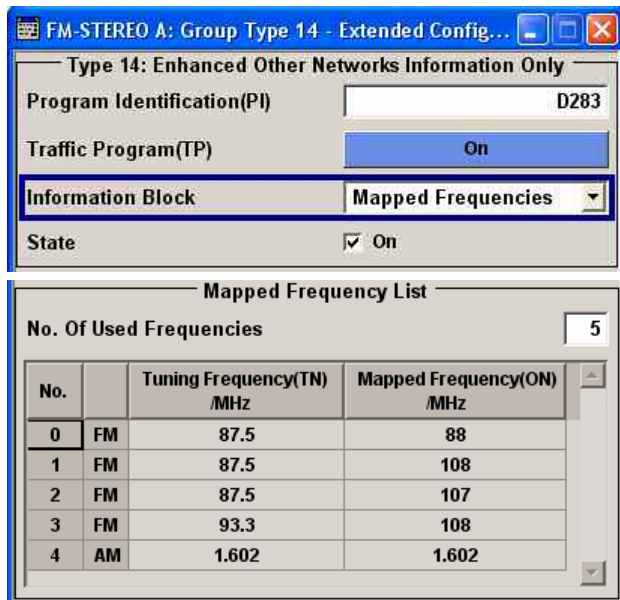 FM-STEREO A: Group Type 14 - Extended Config...
Type 14: Enhanced Other Networks Information Only
Program Identification(PI) D283
Traffic Program(TP) On
Information Block Mapped Frequencies
State On
Mapped Frequency List
No. Of Used Frequencies 5
No. Tuning Frequency(TN) /MHz Mapped Frequency(ON) /MHz
0 FM 87.5 88
1 FM 87.5 108
2 FM 87.5 107
3 FM 93.3 108
4 AM 1.602 1.602